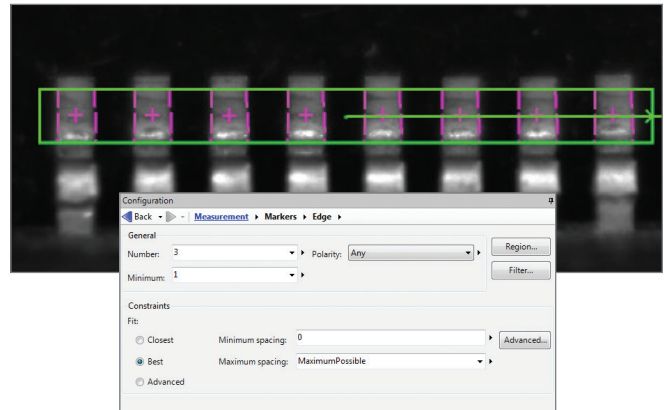 Configuration
Back Measurement Markers Edge
General
Number: 3 Polarity: Any Region...
Minimum: 1 Filter...
Constraints
Fit:
Closest Minimum spacing: 0 Advanced...
Best Maximum spacing: MaximumPossible
Advanced